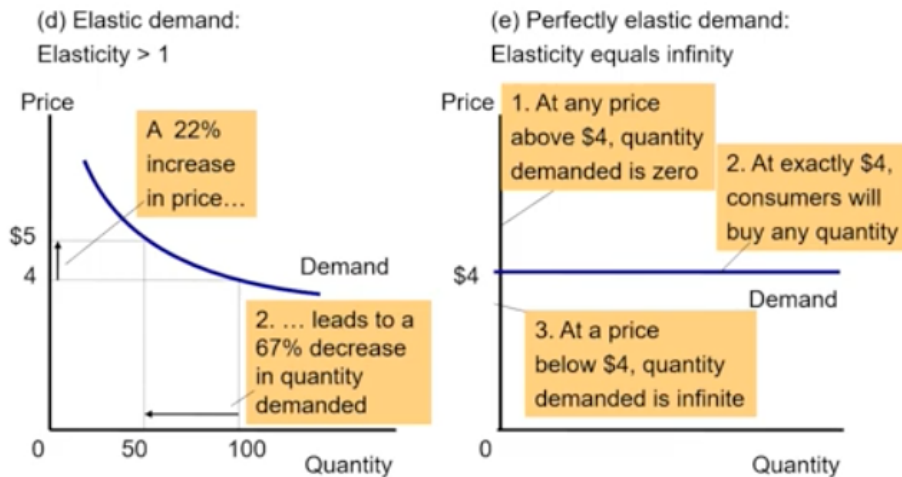 (d) Elastic demand:
Elasticity > 1
Price
A 22%
increase
in price…
$5
4
Demand
2. … leads to a
67% decrease
in quantity
demanded
0
50
100
Quantity
(e) Perfectly elastic demand:
Elasticity equals infinity
Price
1. At any price
above $4, quantity
demanded is zero
2. At exactly $4,
consumers will
buy any quantity
$4
Demand
3. At a price
below $4, quantity
demanded is infinite
0
Quantity